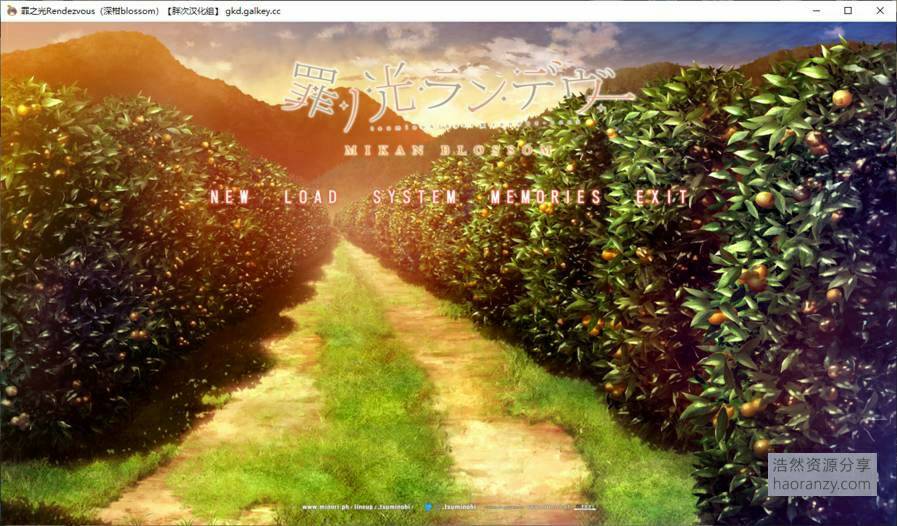 罪之光Rendezvous（深柑blossom）【胖次汉化组】 gkd.galkey.cc
罪ノ光ランデヴー
MIKAN BLOSSOM
NEW LOAD SYSTEM MEMORIES EXIT
浩然资源分享
haoranzy.com
www.minori.ph/lineup/.tsuminohi/ .tsuminohi